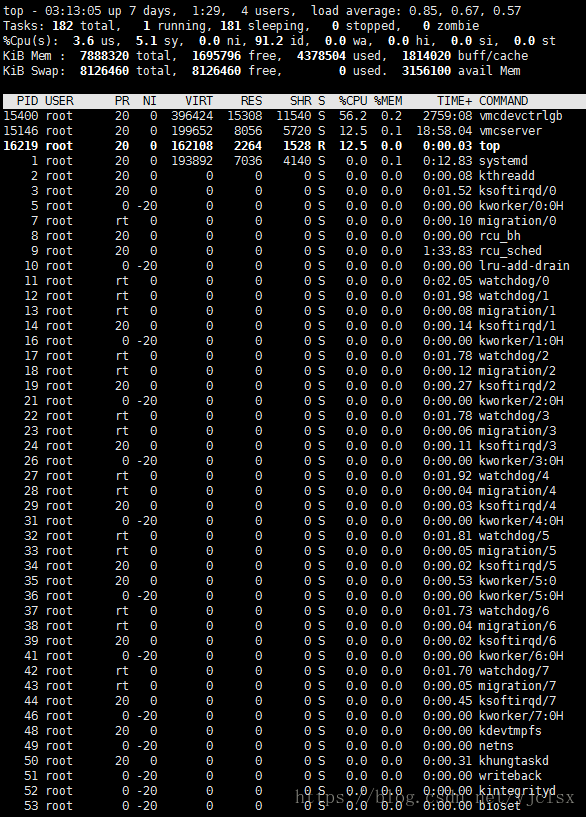 top - 03:13:05 up 7 days,  1:29,  4 users,  load average: 0.85, 0.67, 0.57
Tasks: 182 total,   1 running, 181 sleeping,   0 stopped,   0 zombie
%Cpu(s):  3.6 us,  5.1 sy,  0.0 ni, 91.2 id,  0.0 wa,  0.0 hi,  0.0 si,  0.0 st
KiB Mem :  7888320 total,  1695796 free,  4378504 used,  1814020 buff/cache
KiB Swap:  8126460 total,  8126460 free,        0 used.  3156100 avail Mem
PID USER PR NI VIRT RES SHR S %CPU %MEM TIME+ COMMAND
15400 root 20 0 396424 15308 11540 S 56.2 0.2 2759:08 vmcdevctrlgb
15146 root 20 0 199652 8056 5720 S 12.5 0.1 18:58.04 vmcserver
16219 root 20 0 162108 2264 1528 R 12.5 0.0 0:00.03 top
1 root 20 0 193892 7036 4140 S 0.0 0.1 0:12.83 systemd
2 root 20 0 0 0 0 S 0.0 0.0 0:00.08 kthreadd
3 root 20 0 0 0 0 S 0.0 0.0 0:01.52 ksoftirqd/0
5 root 0 -20 0 0 0 S 0.0 0.0 0:00.00 kworker/0:0H
7 root rt 0 0 0 0 S 0.0 0.0 0:00.10 migration/0
8 root 20 0 0 0 0 S 0.0 0.0 0:00.00 rcu_bh
9 root 20 0 0 0 0 S 0.0 0.0 1:33.83 rcu_sched
10 root 0 -20 0 0 0 S 0.0 0.0 0:00.00 lru-add-drain
11 root rt 0 0 0 0 S 0.0 0.0 0:02.05 watchdog/0
12 root rt 0 0 0 0 S 0.0 0.0 0:01.98 watchdog/1
13 root rt 0 0 0 0 S 0.0 0.0 0:00.08 migration/1
14 root 20 0 0 0 0 S 0.0 0.0 0:00.14 ksoftirqd/1
16 root 0 -20 0 0 0 S 0.0 0.0 0:00.00 kworker/1:0H
17 root rt 0 0 0 0 S 0.0 0.0 0:01.78 watchdog/2
18 root rt 0 0 0 0 S 0.0 0.0 0:00.12 migration/2
19 root 20 0 0 0 0 S 0.0 0.0 0:00.27 ksoftirqd/2
21 root 0 -20 0 0 0 S 0.0 0.0 0:00.00 kworker/2:0H
22 root rt 0 0 0 0 S 0.0 0.0 0:01.78 watchdog/3
23 root rt 0 0 0 0 S 0.0 0.0 0:00.06 migration/3
24 root 20 0 0 0 0 S 0.0 0.0 0:00.11 ksoftirqd/3
26 root 0 -20 0 0 0 S 0.0 0.0 0:00.00 kworker/3:0H
27 root rt 0 0 0 0 S 0.0 0.0 0:01.92 watchdog/4
28 root rt 0 0 0 0 S 0.0 0.0 0:00.04 migration/4
29 root 20 0 0 0 0 S 0.0 0.0 0:00.03 ksoftirqd/4
31 root 0 -20 0 0 0 S 0.0 0.0 0:00.00 kworker/4:0H
32 root rt 0 0 0 0 S 0.0 0.0 0:01.81 watchdog/5
33 root rt 0 0 0 0 S 0.0 0.0 0:00.05 migration/5
34 root 20 0 0 0 0 S 0.0 0.0 0:00.02 ksoftirqd/5
35 root 20 0 0 0 0 S 0.0 0.0 0:00.53 kworker/5:0
36 root 0 -20 0 0 0 S 0.0 0.0 0:00.00 kworker/5:0H
37 root rt 0 0 0 0 S 0.0 0.0 0:01.73 watchdog/6
38 root rt 0 0 0 0 S 0.0 0.0 0:00.04 migration/6
39 root 20 0 0 0 0 S 0.0 0.0 0:00.02 ksoftirqd/6
41 root 0 -20 0 0 0 S 0.0 0.0 0:00.00 kworker/6:0H
42 root rt 0 0 0 0 S 0.0 0.0 0:01.70 watchdog/7
43 root rt 0 0 0 0 S 0.0 0.0 0:00.05 migration/7
44 root 20 0 0 0 0 S 0.0 0.0 0:00.45 ksoftirqd/7
46 root 0 -20 0 0 0 S 0.0 0.0 0:00.00 kworker/7:0H
48 root 20 0 0 0 0 S 0.0 0.0 0:00.00 kdevtmpfs
49 root 0 -20 0 0 0 S 0.0 0.0 0:00.00 netns
50 root 20 0 0 0 0 S 0.0 0.0 0:00.31 khungtaskd
51 root 0 -20 0 0 0 S 0.0 0.0 0:00.00 writeback
52 root 0 -20 0 0 0 S 0.0 0.0 0:00.00 kintegrityd
53 root 0 -20 0 0 0 S 0.0 0.0 0:00.00 bioset